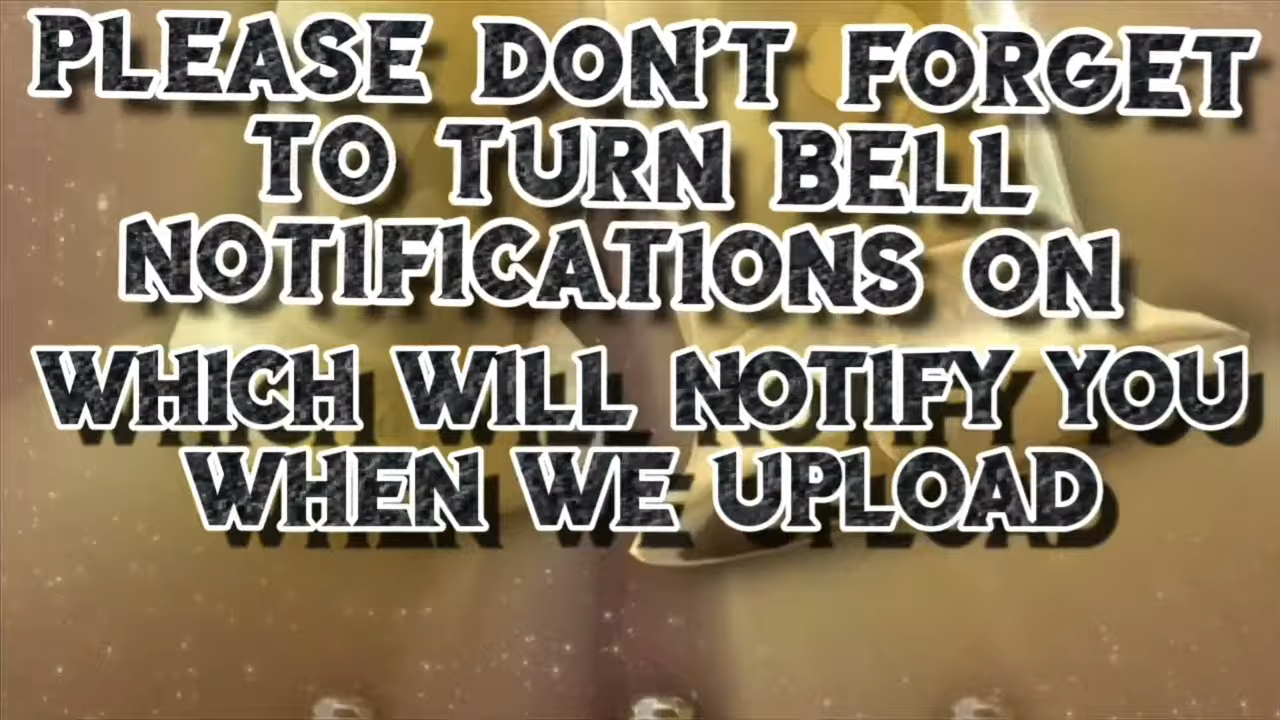 PLEASE DON'T FORGET
TO TURN BELL
NOTIFICATIONS ON
WHICH WILL NOTIFY YOU
WHEN WE UPLOAD